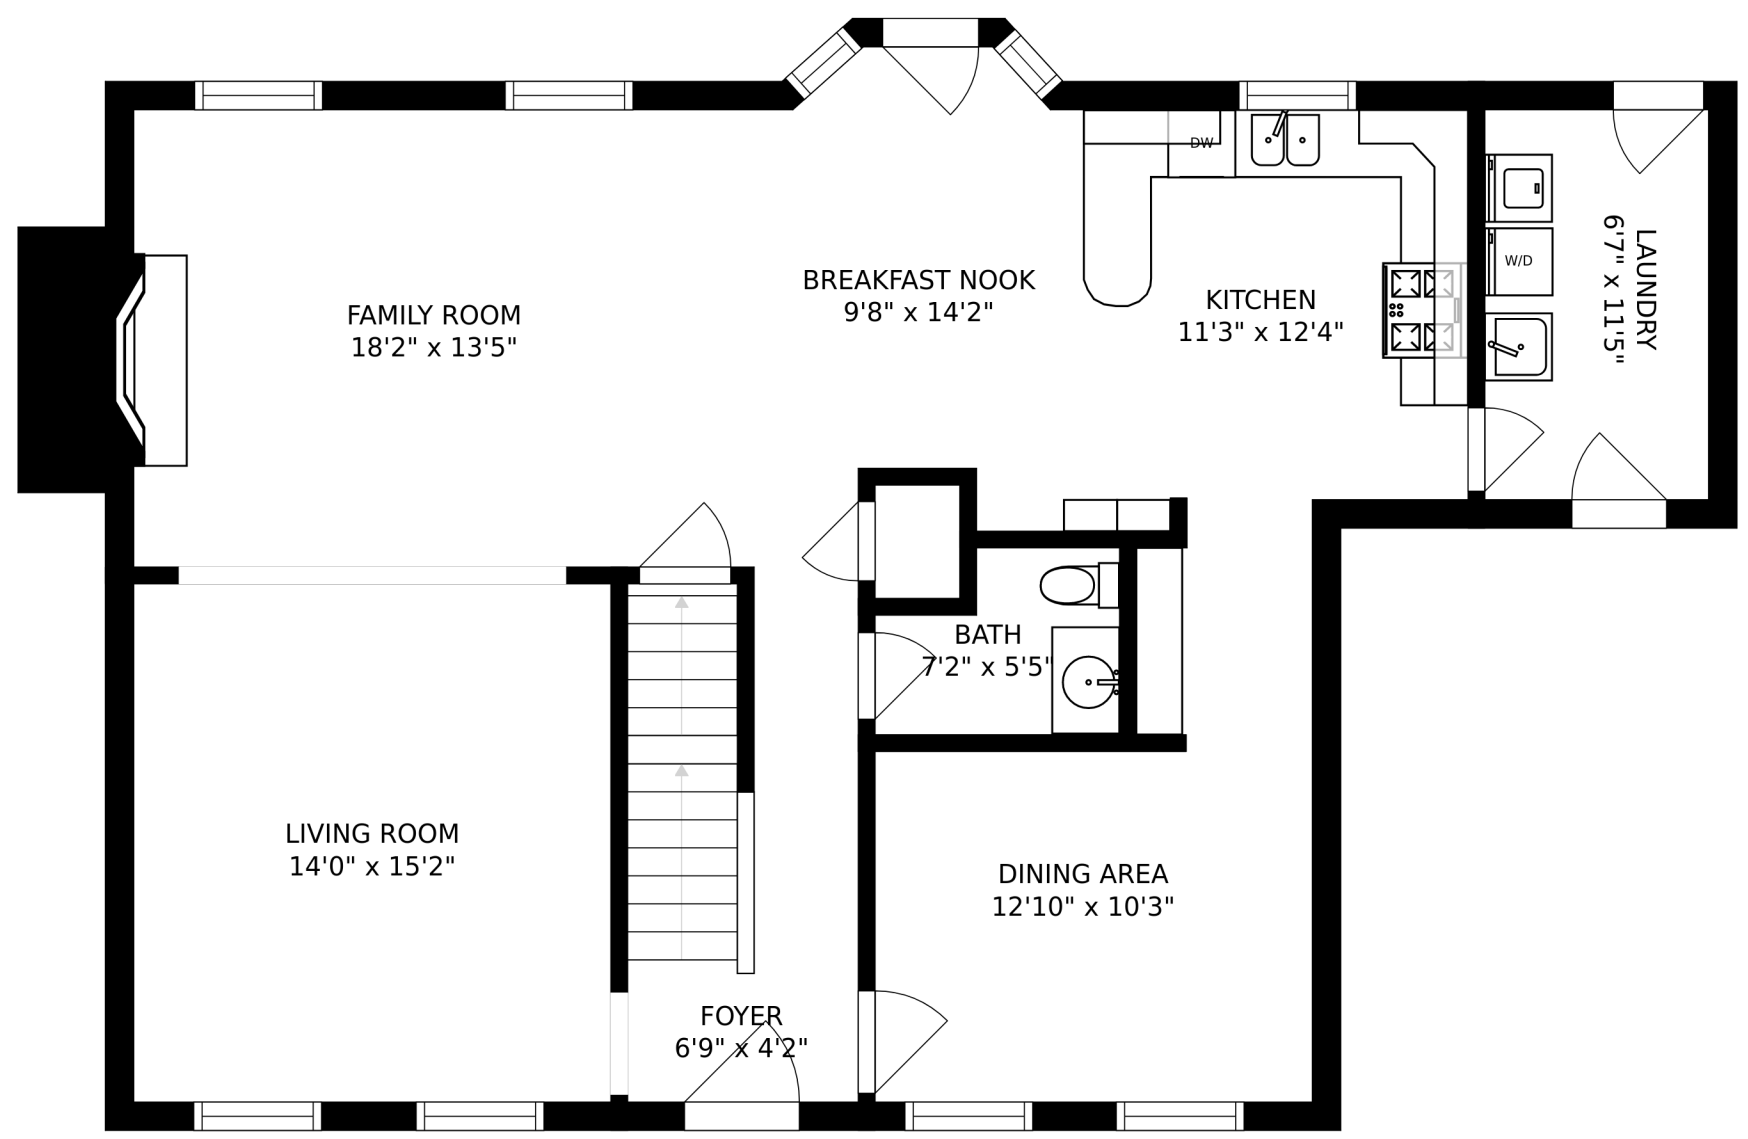 DW
W/D
LAUNDRY
6'7" x 11'5"
BREAKFAST NOOK
9'8" x 14'2"
KITCHEN
11'3" x 12'4"
FAMILY ROOM
18'2" x 13'5"
BATH
7'2" x 5'5"
LIVING ROOM
14'0" x 15'2"
DINING AREA
12'10" x 10'3"
FOYER
6'9" x 4'2"